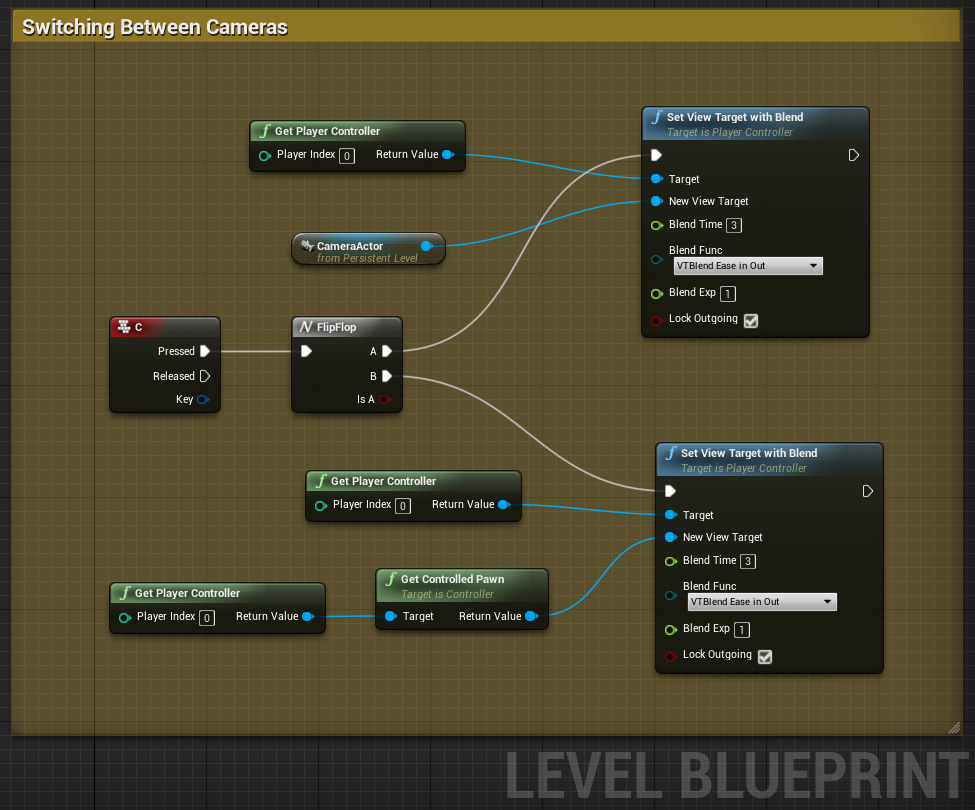 Switching Between Cameras
Get Player Controller
Player Index 0 Return Value
CameraActor
from Persistent Level
Set View Target with Blend
Target is Player Controller
Target
New View Target
Blend Time 3
Blend Func
VTBlend Ease in Out
Blend Exp 1
Lock Outgoing
C
Pressed
Released
Key
FlipFlop
A
B
Is A
Get Player Controller
Player Index 0 Return Value
Get Player Controller
Player Index 0 Return Value
Get Controlled Pawn
Target is Controller
Target Return Value
Set View Target with Blend
Target is Player Controller
Target
New View Target
Blend Time 3
Blend Func
VTBlend Ease in Out
Blend Exp 1
Lock Outgoing
LEVEL BLUEPRINT